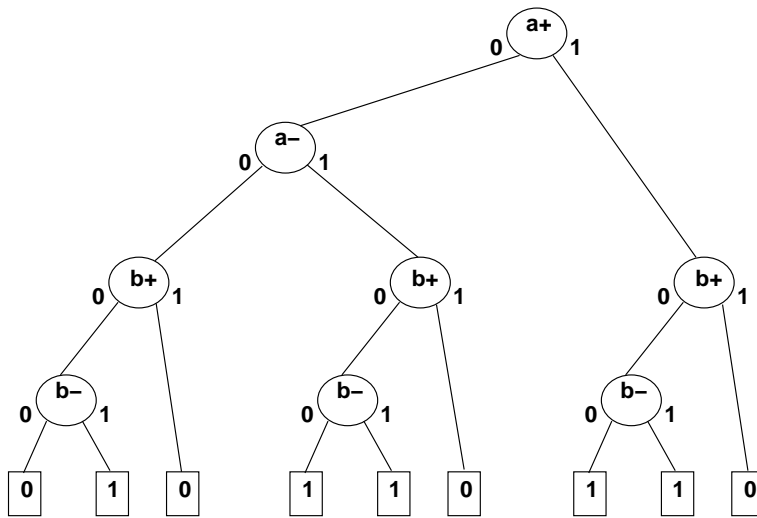 a+
0 1
a–
0 1
b+ b+ b+
0 1 0 1 0 1
b– b– b–
0 1 0 1 0 1
0 1 0 1 1 0 1 1 0